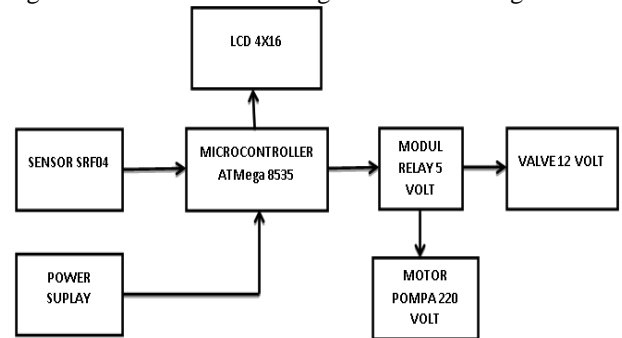 LCD 4X16
SENSOR SRF04
MICROCONTROLLER
ATMega 8535
MODUL
RELAY 5
VOLT
VALVE 12 VOLT
POWER
SUPLAY
MOTOR
POMPA 220
VOLT